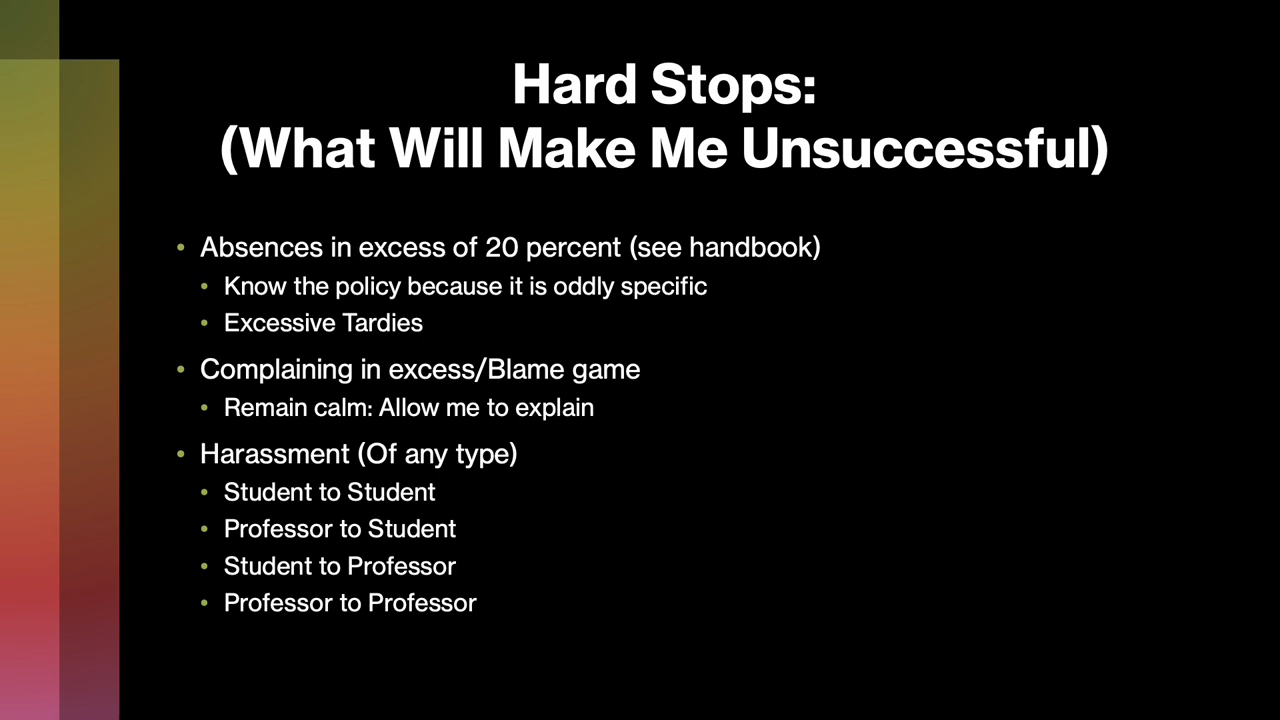 Hard Stops:
(What Will Make Me Unsuccessful)
• Absences in excess of 20 percent (see handbook)
• Know the policy because it is oddly specific
• Excessive Tardies
• Complaining in excess/Blame game
• Remain calm: Allow me to explain
• Harassment (Of any type)
• Student to Student
• Professor to Student
• Student to Professor
• Professor to Professor